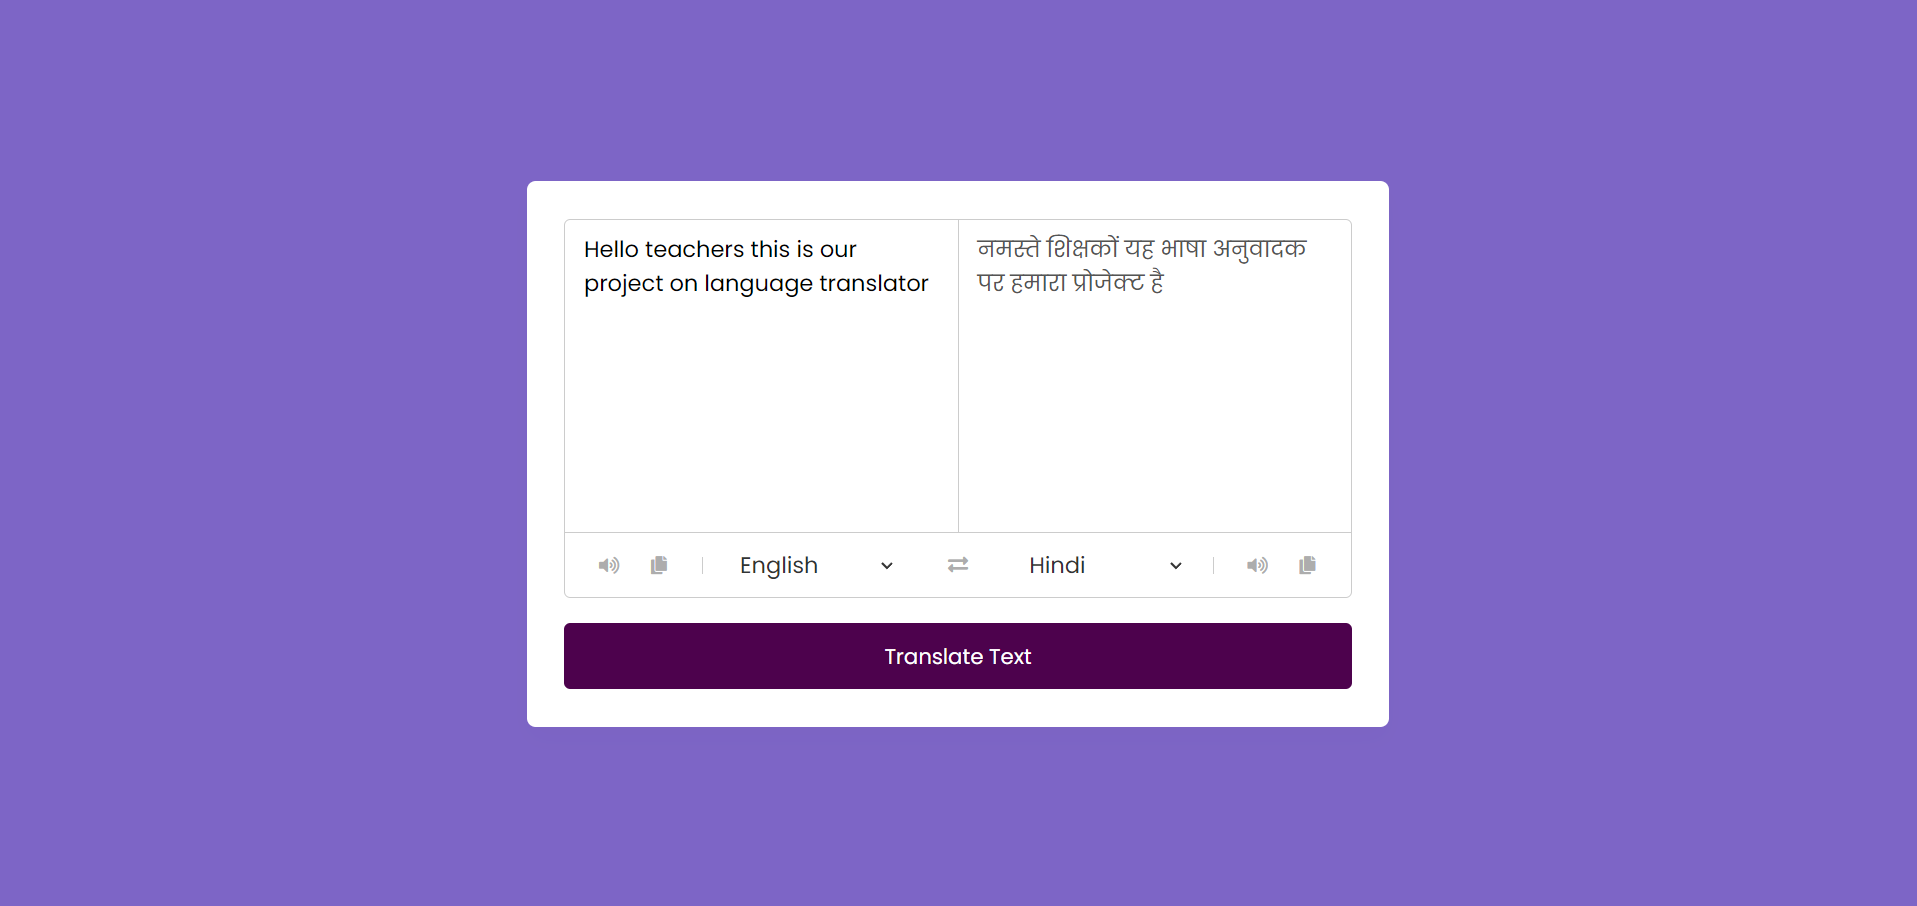 Hello teachers this is our
project on language translator
नमस्ते शिक्षकों यह भाषा अनुवादक
पर हमारा प्रोजेक्ट है
English
Hindi
Translate Text